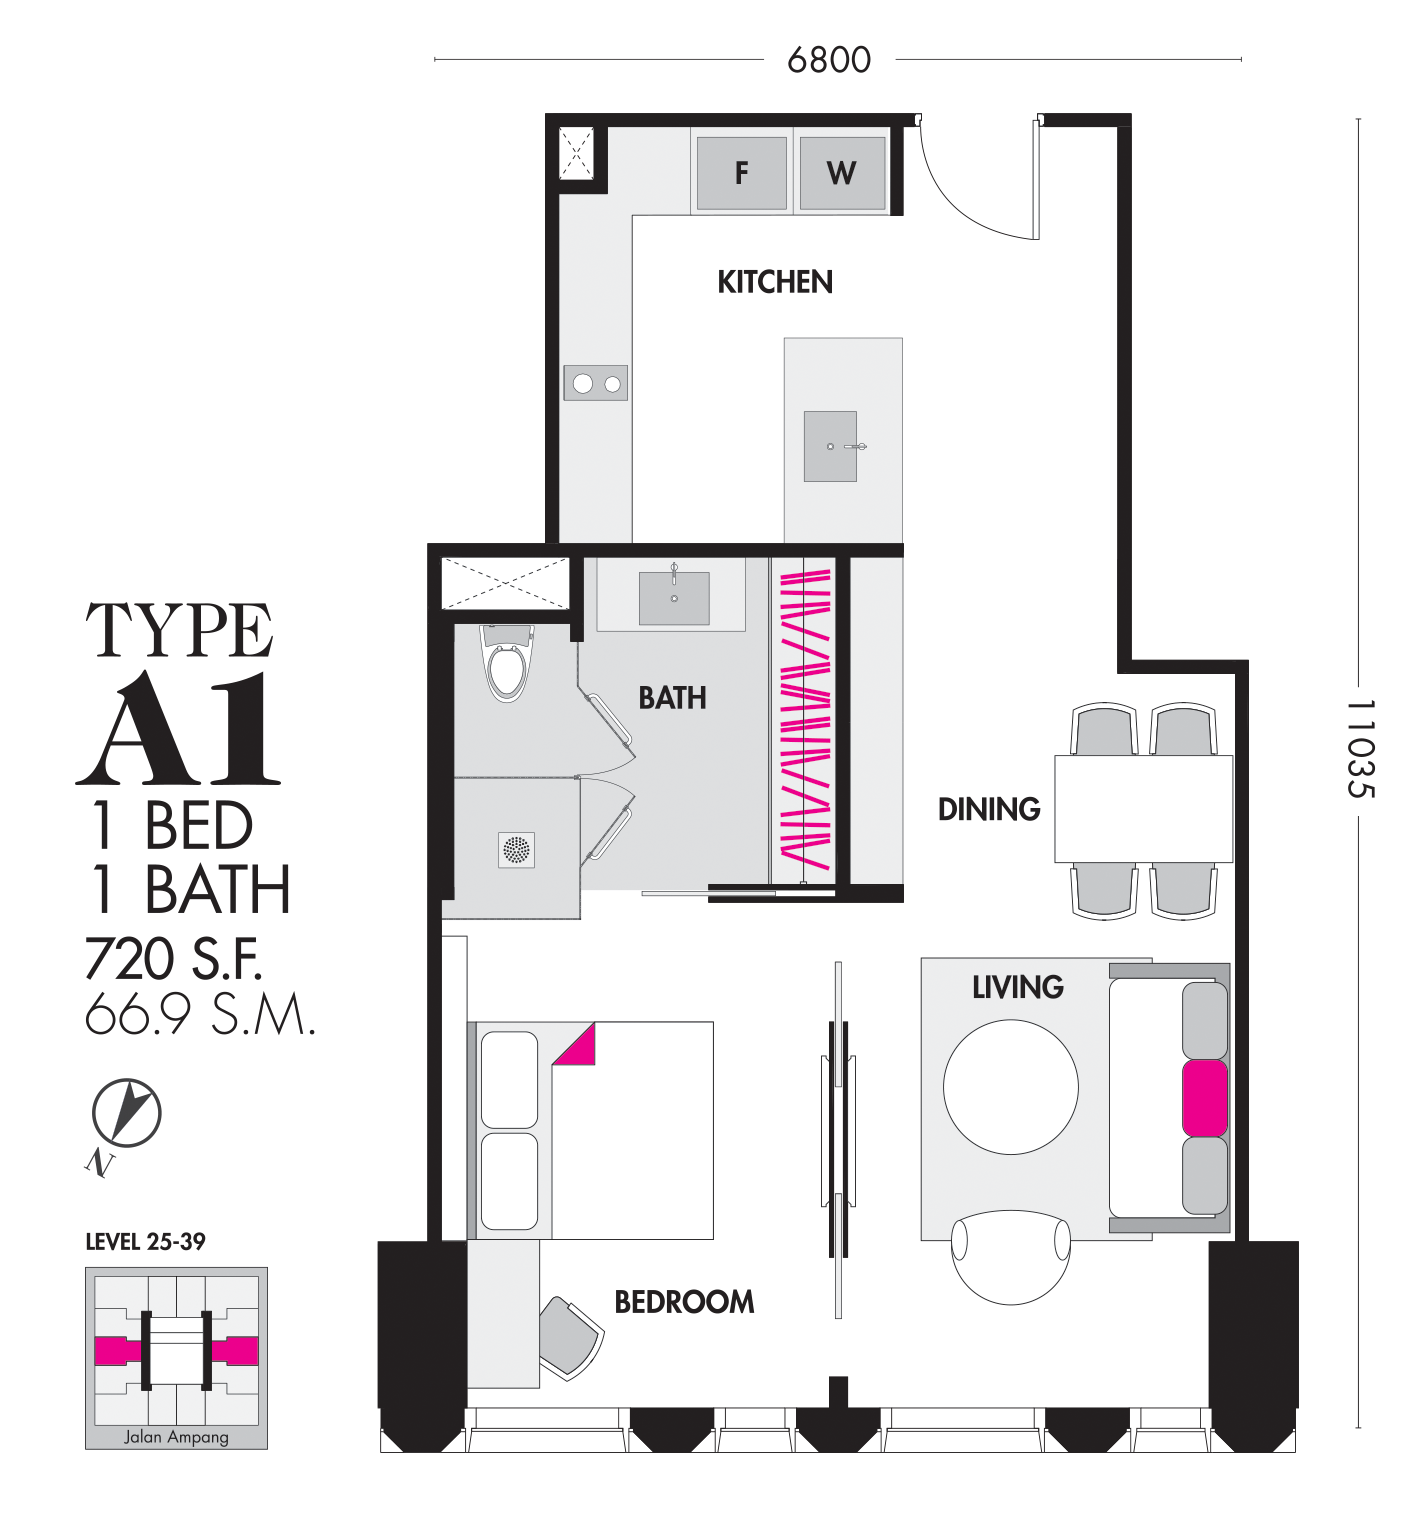 6800
F
W
KITCHEN
TYPE
A1
1 BED
1 BATH
720 S.F.
66.9 S.M.
BATH
DINING
11035
LIVING
N
LEVEL 25-39
BEDROOM
Jalan Ampang